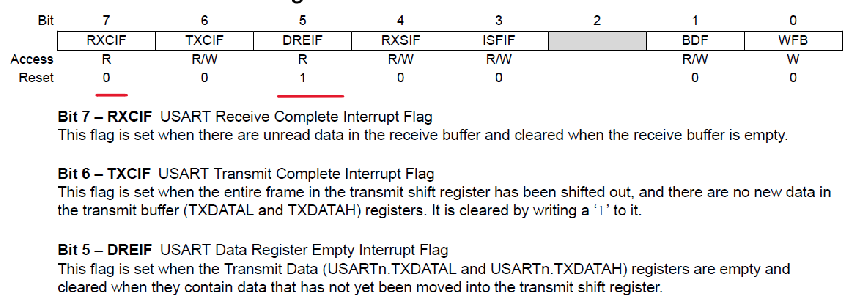 Bit 7 6 5 4 3 2 1 0
RXCIF TXCIF DREIF RXSIF ISFIF BDF WFB
Access R R/W R R/W R/W R/W W
Reset 0 0 1 0 0 0 0
Bit 7 – RXCIF USART Receive Complete Interrupt Flag
This flag is set when there are unread data in the receive buffer and cleared when the receive buffer is empty.
Bit 6 – TXCIF USART Transmit Complete Interrupt Flag
This flag is set when the entire frame in the transmit shift register has been shifted out, and there are no new data in
the transmit buffer (TXDATAL and TXDATAH) registers. It is cleared by writing a ‘1’ to it.
Bit 5 – DREIF USART Data Register Empty Interrupt Flag
This flag is set when the Transmit Data (USARTn.TXDATAL and USARTn.TXDATAH) registers are empty and
cleared when they contain data that has not yet been moved into the transmit shift register.